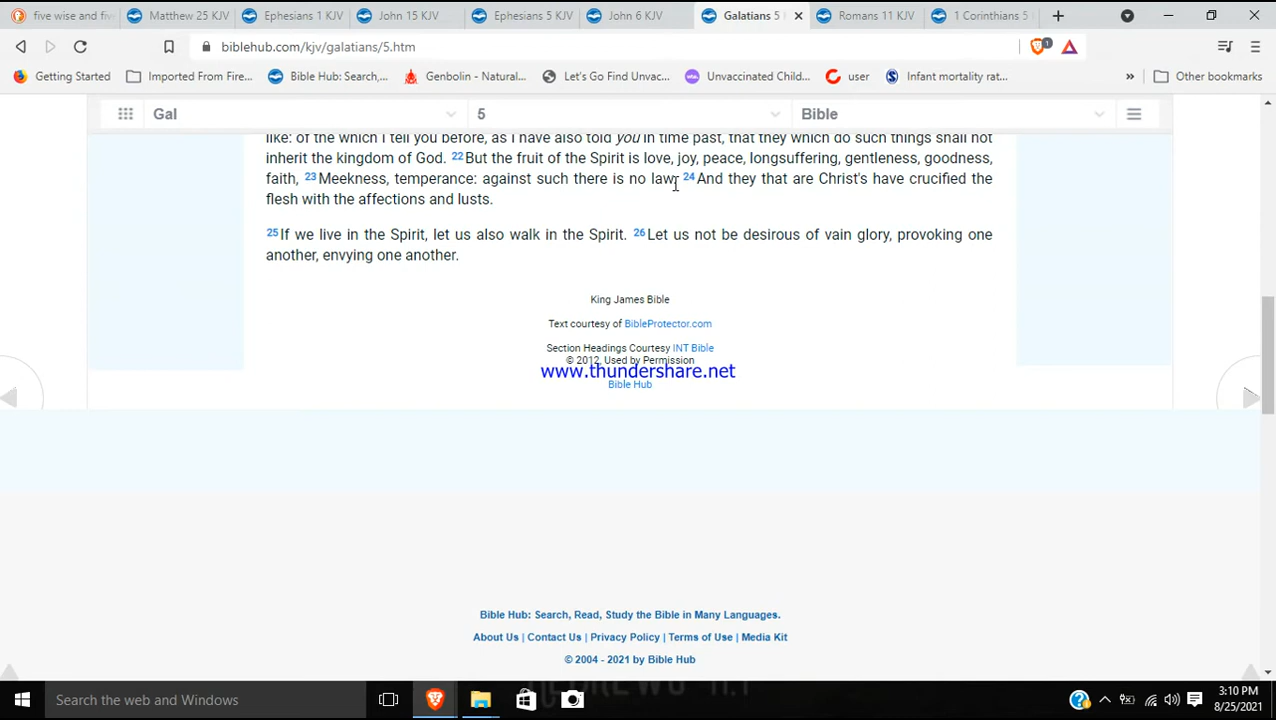 five wise and five
Matthew 25 KJV
Ephesians 1 KJV
John 15 KJV
Ephesians 5 KJV
John 6 KJV
Galatians 5
Romans 11 KJV
1 Corinthians 5
biblehub.com/kjv/galatians/5.htm
1
Getting Started
Imported From Fire...
Bible Hub: Search,...
Genbolin - Natural...
Let's Go Find Unvac...
Unvaccinated Child...
user
Infant mortality rat...
» Other bookmarks
Gal
5
Bible
like: of the which I tell you before, as I have also told you in time past, that they which do such things shall not
inherit the kingdom of God. 22 But the fruit of the Spirit is love, joy, peace, longsuffering, gentleness, goodness,
faith, 23 Meekness, temperance: against such there is no law. 24 And they that are Christ's have crucified the
flesh with the affections and lusts.
25 If we live in the Spirit, let us also walk in the Spirit. 26 Let us not be desirous of vain glory, provoking one
another, envying one another.
King James Bible
Text courtesy of BibleProtector.com
Section Headings Courtesy INT Bible
© 2012, Used by Permission
www.thundershare.net
Bible Hub
Bible Hub: Search, Read, Study the Bible in Many Languages.
About Us | Contact Us | Privacy Policy | Terms of Use | Media Kit
© 2004 - 2021 by Bible Hub
HEBREWS 11:1
Search the web and Windows
3:10 PM
8/25/2021